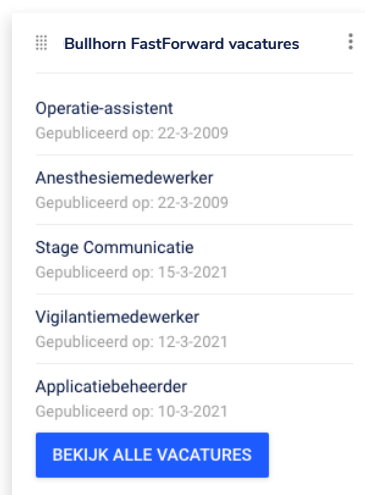 Bullhorn FastForward vacatures
Operatie-assistent
Gepubliceerd op: 22-3-2009
Anesthesiemedewerker
Gepubliceerd op: 22-3-2009
Stage Communicatie
Gepubliceerd op: 15-3-2021
Vigilantiemedewerker
Gepubliceerd op: 12-3-2021
Applicatiebeheerder
Gepubliceerd op: 10-3-2021
BEKIJK ALLE VACATURES